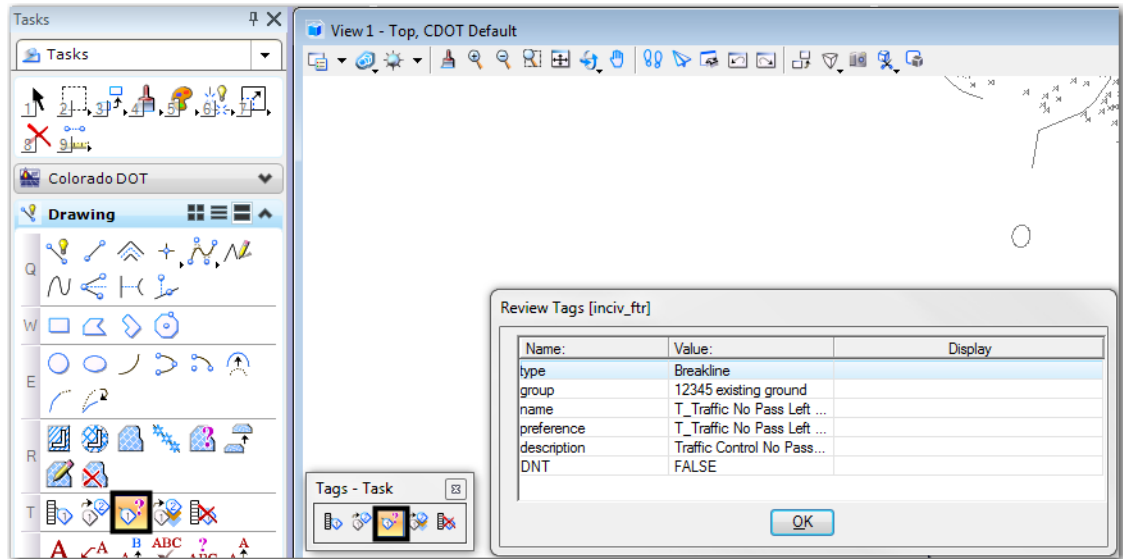 Tasks
Tasks
1 2 3 4 5 6 7
8 9
Colorado DOT
Drawing
Q
W
E
R
T
A A B ABC ? A
ABC A
View 1 - Top, CDOT Default
Review Tags [inciv_ftr]
Name: Value: Display
type Breakline
group 12345 existing ground
name T_Traffic No Pass Left ...
preference T_Traffic No Pass Left ...
description Traffic Control No Pass...
DNT FALSE
OK
Tags - Task